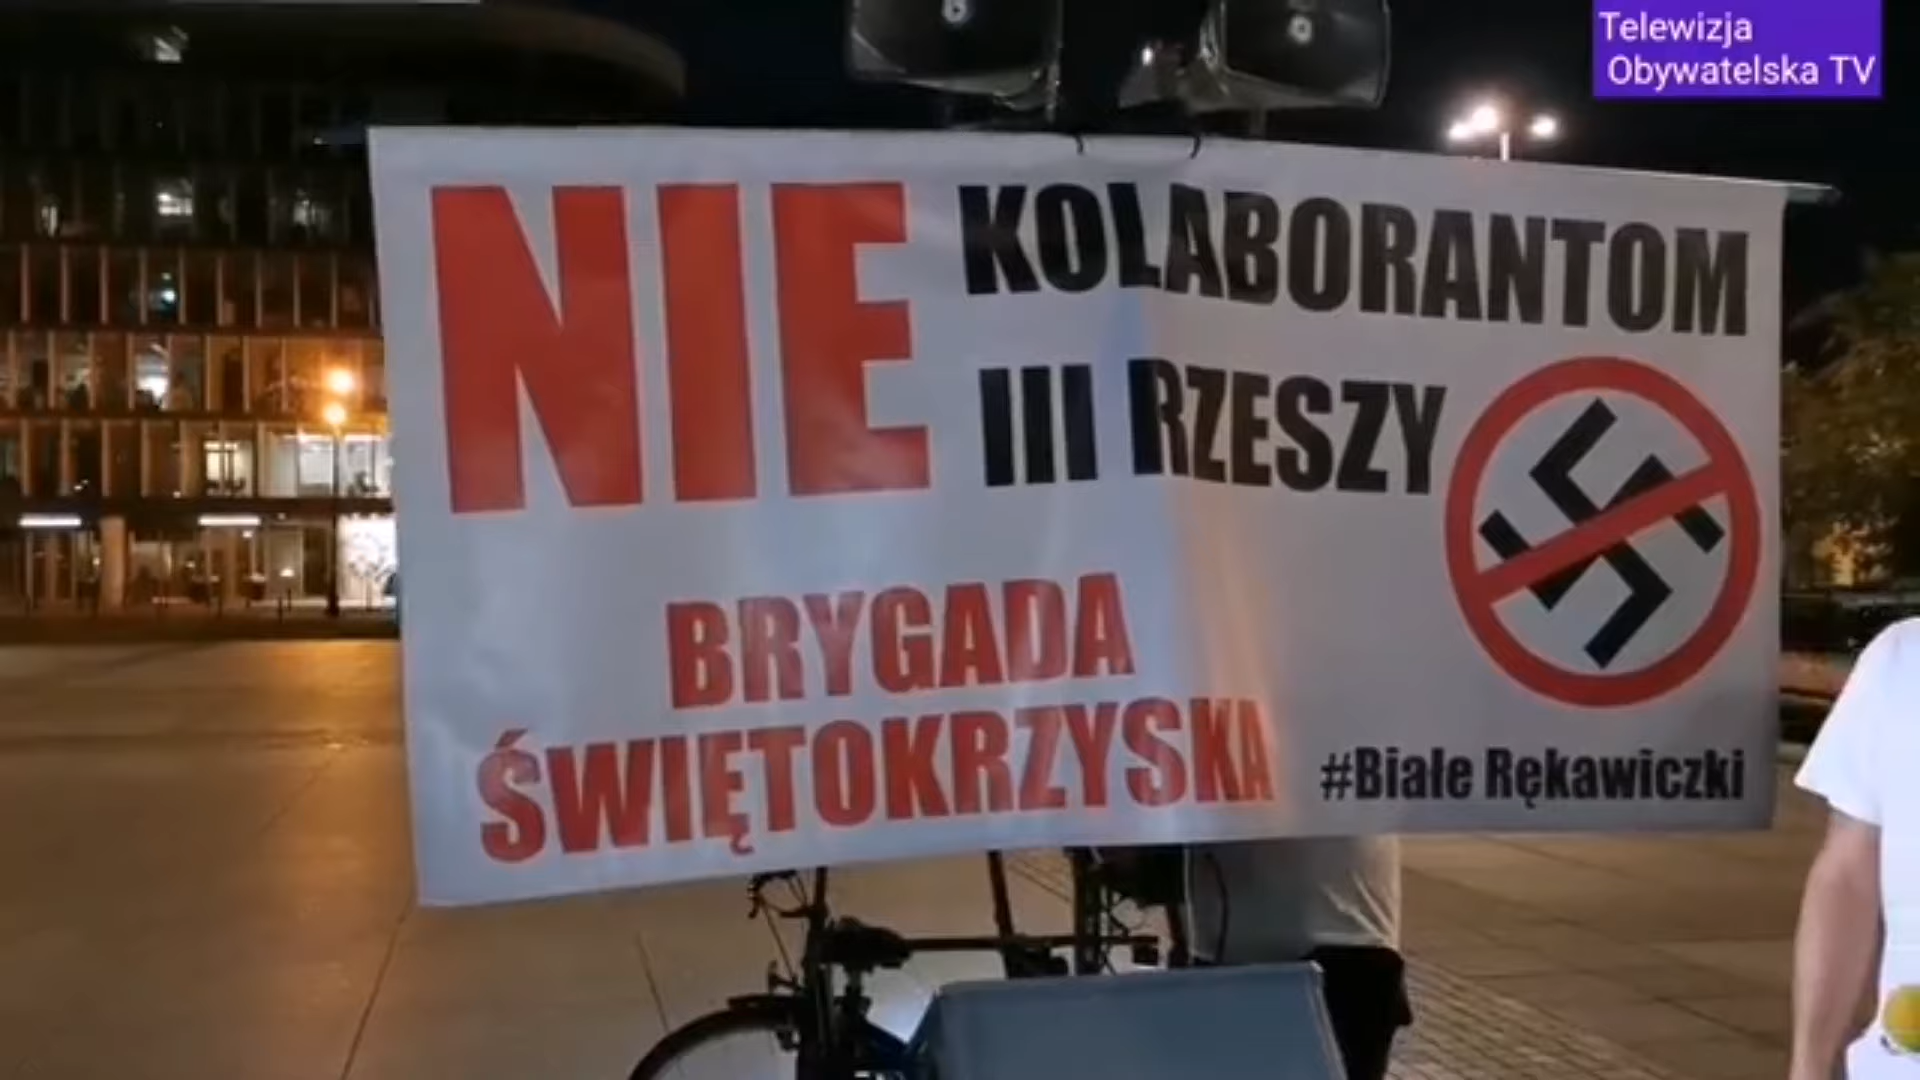 Telewizja
Obywatelska TV
NIE KOLABORANTOM
III RZESZY
BRYGADA
ŚWIĘTOKRZYSKA
#Białe Rękawiczki